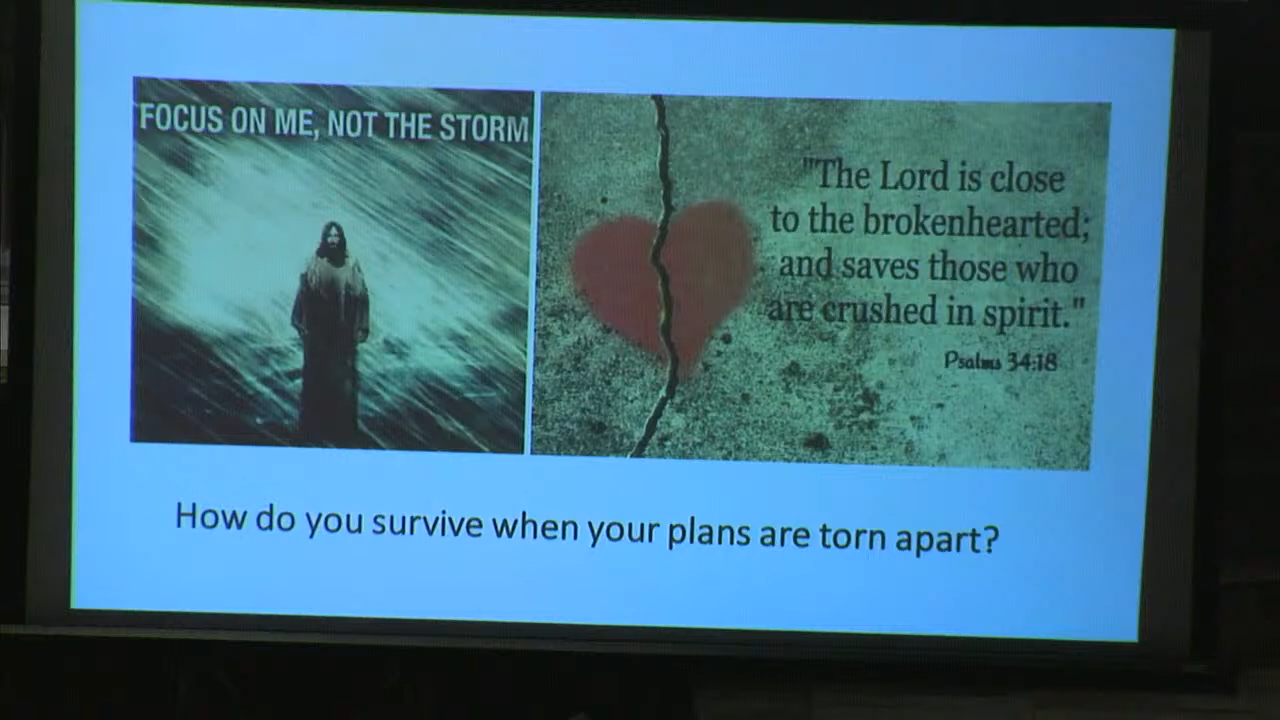 FOCUS ON ME, NOT THE STORM
"The Lord is close
to the brokenhearted;
and saves those who
are crushed in spirit."
Psalms 34:18
How do you survive when your plans are torn apart?